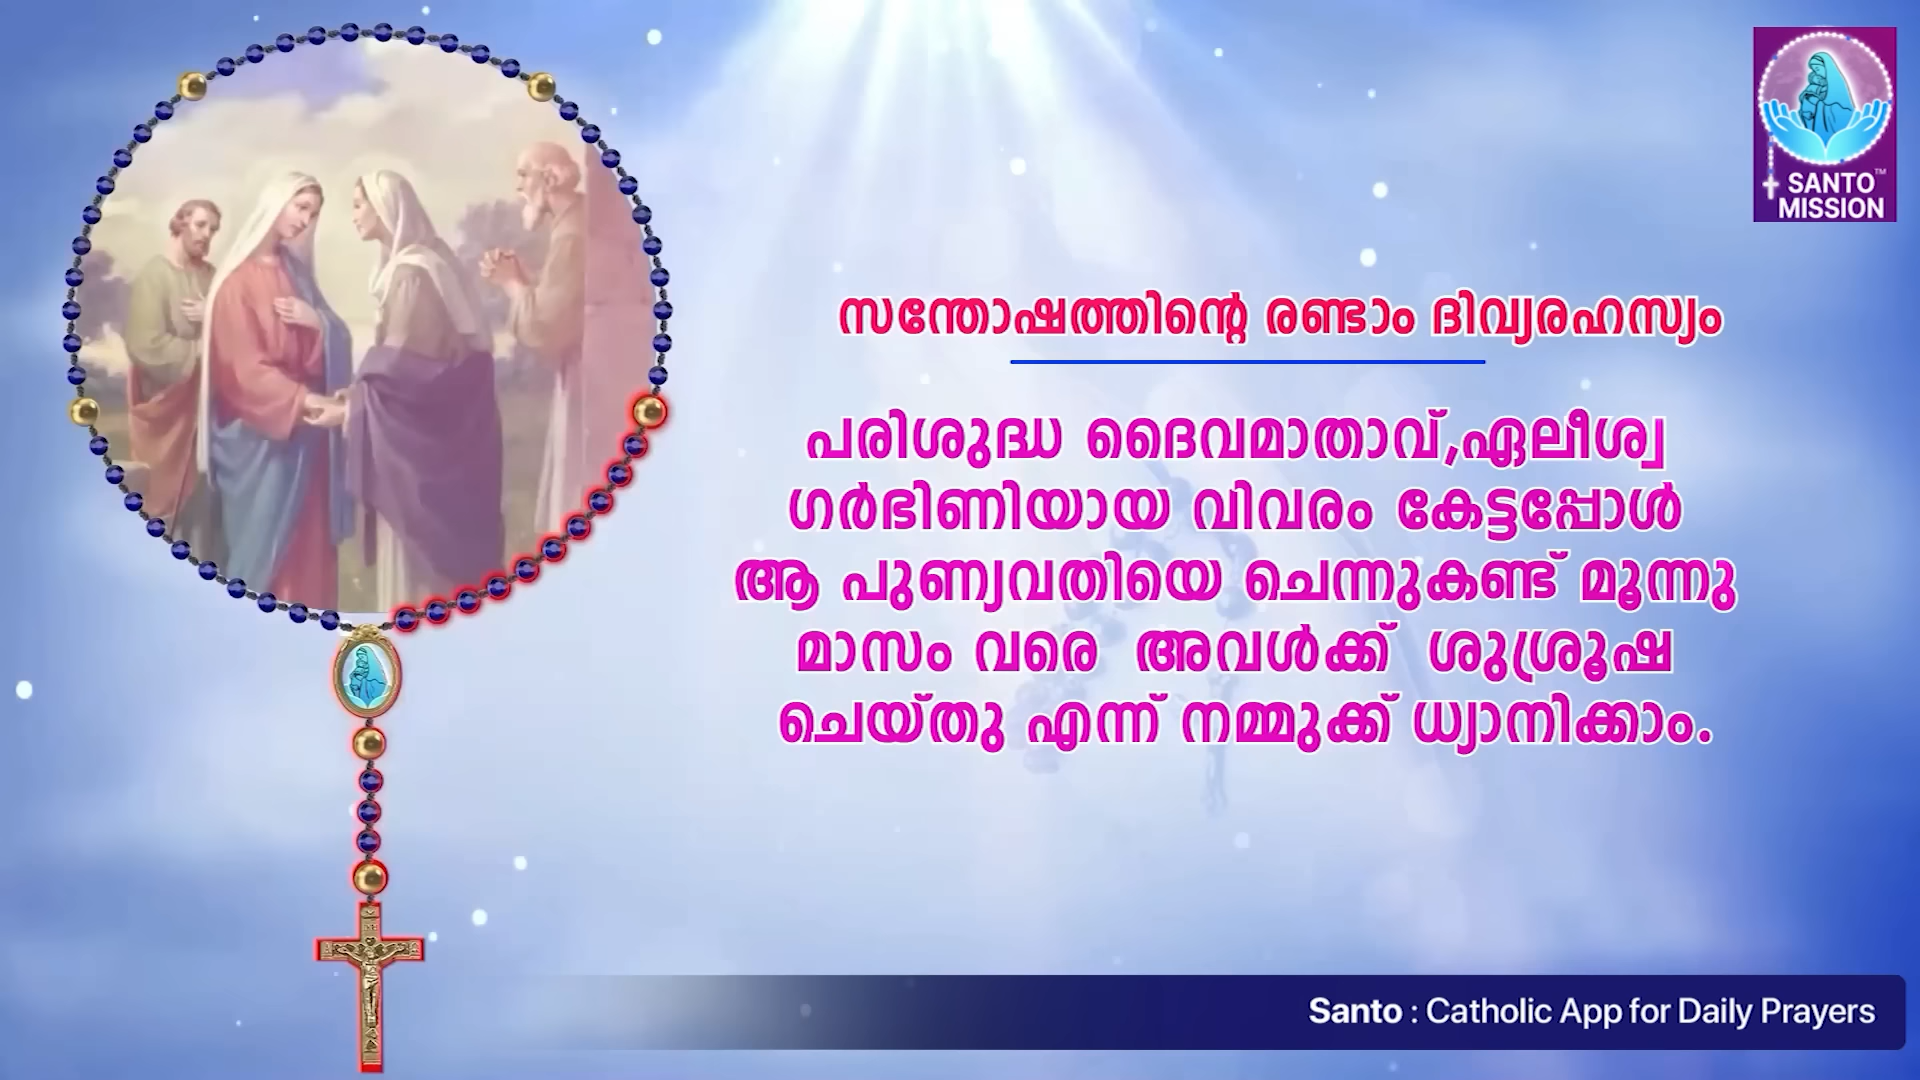 SANTO™
MISSION
സന്തോഷത്തിന്റെ രണ്ടാം ദിവ്യരഹസ്യം
പരിശുദ്ധ ദൈവമാതാവ്,ഏലീശ്വ
ഗർഭിണിയായ വിവരം കേട്ടപ്പോൾ
ആ പുണ്യവതിയെ ചെന്നുകണ്ട് മൂന്നു
മാസം വരെ അവൾക്ക് ശുശ്രൂഷ
ചെയ്തു എന്ന് നമ്മുക്ക് ധ്യാനിക്കാം.
Santo : Catholic App for Daily Prayers